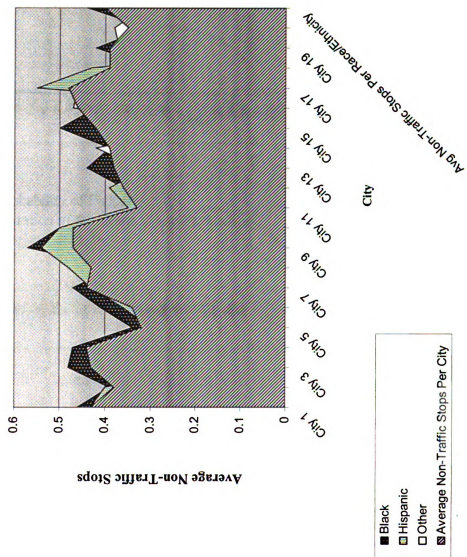 Average Non-Traffic Stops
0.6
0.5
0.4
0.3
0.2
0.1
0
City 1
City 3
City 5
City 7
City 9
City 11
City 13
City 15
City 17
City 19
Avg Non-Traffic Stops Per Race/Ethnicity
City
Black
Hispanic
Other
Average Non-Traffic Stops Per City